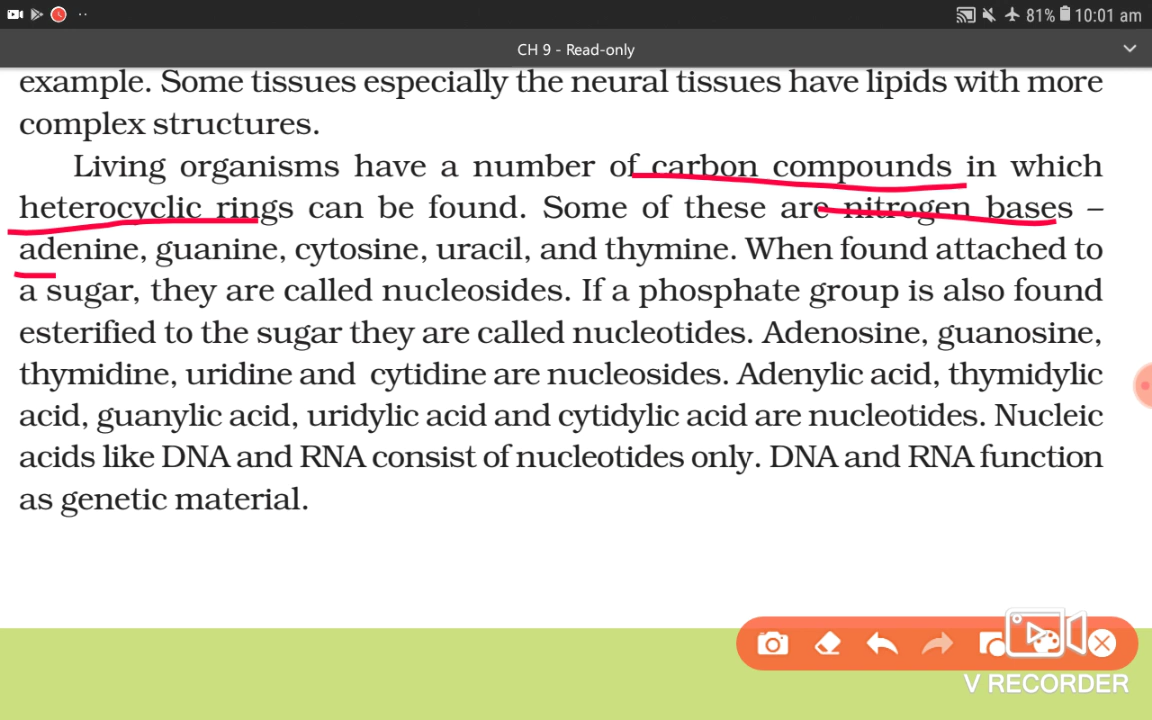 81% 10:01 am
CH 9 - Read-only
example. Some tissues especially the neural tissues have lipids with more
complex structures.
Living organisms have a number of carbon compounds in which
heterocyclic rings can be found. Some of these are nitrogen bases –
adenine, guanine, cytosine, uracil, and thymine. When found attached to
a sugar, they are called nucleosides. If a phosphate group is also found
esterified to the sugar they are called nucleotides. Adenosine, guanosine,
thymidine, uridine and cytidine are nucleosides. Adenylic acid, thymidylic
acid, guanylic acid, uridylic acid and cytidylic acid are nucleotides. Nucleic
acids like DNA and RNA consist of nucleotides only. DNA and RNA function
as genetic material.
V RECORDER